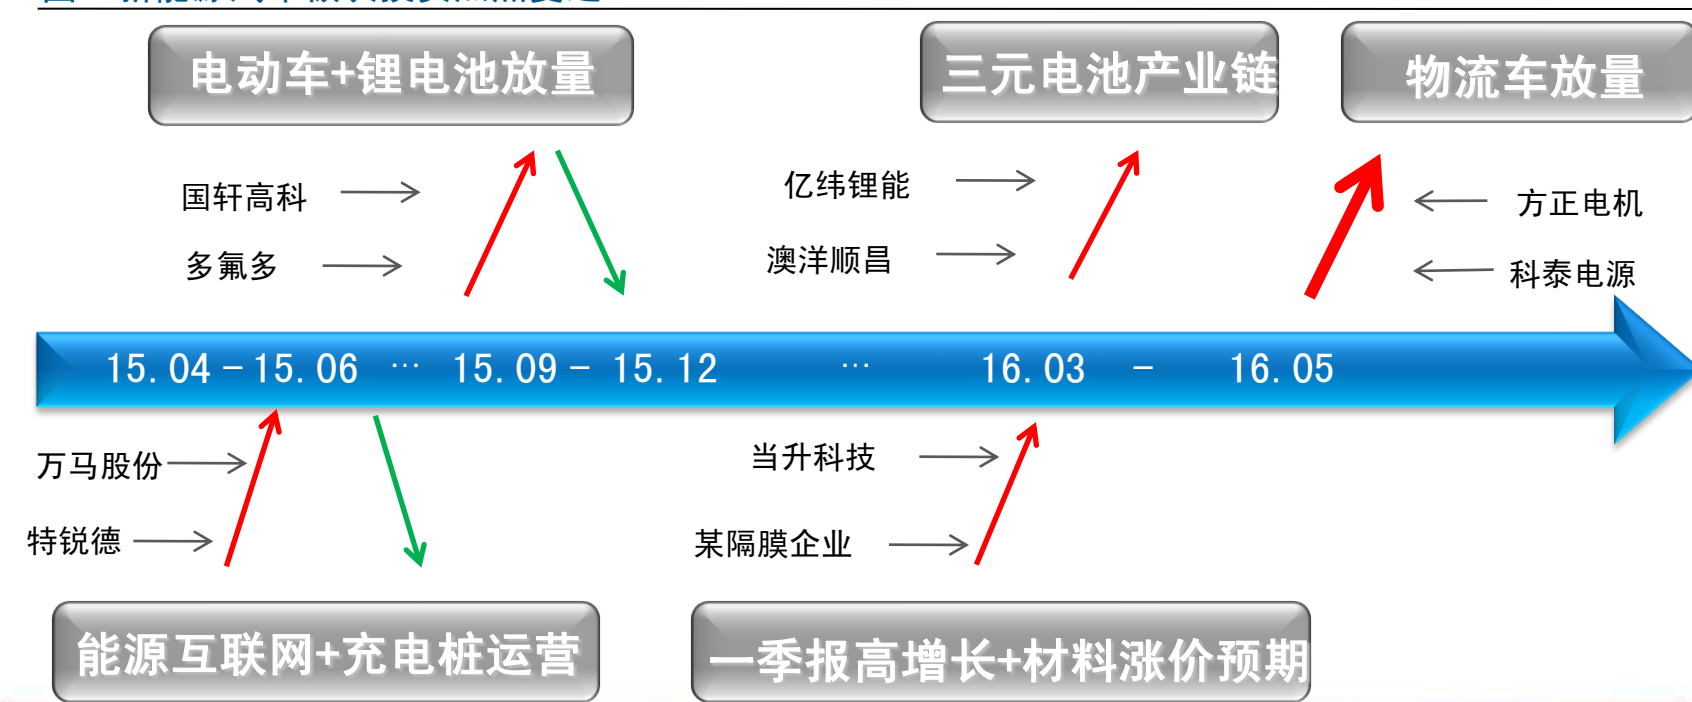 电动车+锂电池放量
三元电池产业链
物流车放量
国轩高科
多氟多
亿纬锂能
澳洋顺昌
方正电机
科泰电源
15.04-15.06 … 15.09- 15.12 … 16.03 - 16.05
万马股份
特锐德
当升科技
某隔膜企业
能源互联网+充电桩运营
一季报高增长+材料涨价预期